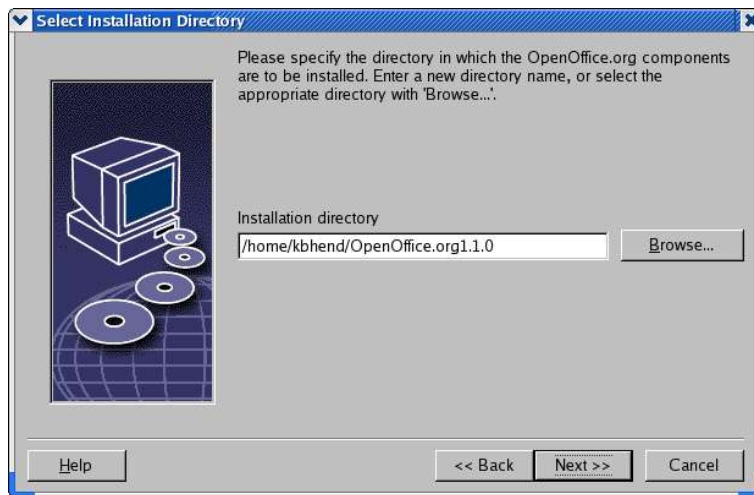 Select Installation Directory
Please specify the directory in which the OpenOffice.org components
are to be installed. Enter a new directory name, or select the
appropriate directory with 'Browse...'.
Installation directory
/home/kbhend/OpenOffice.org1.1.0
Browse...
Help
<< Back
Next >>
Cancel